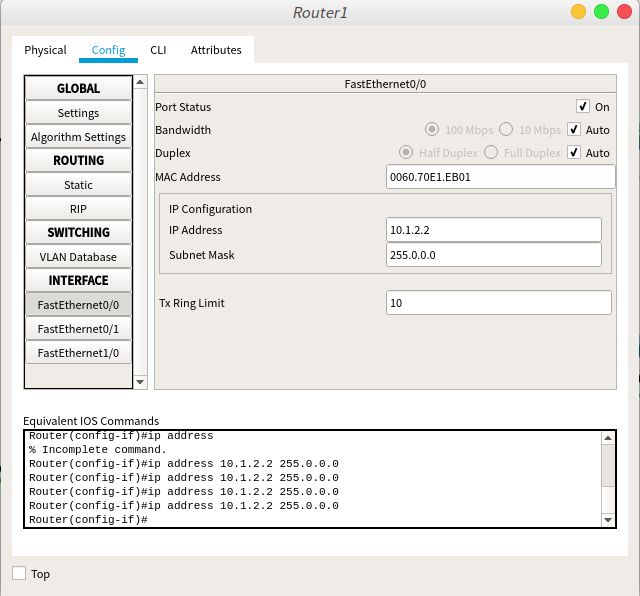 Router1
Physical Config CLI Attributes
GLOBAL
Settings
Algorithm Settings
ROUTING
Static
RIP
SWITCHING
VLAN Database
INTERFACE
FastEthernet0/0
FastEthernet0/1
FastEthernet1/0
FastEthernet0/0
Port Status On
Bandwidth 100 Mbps 10 Mbps Auto
Duplex Half Duplex Full Duplex Auto
MAC Address 0060.70E1.EB01
IP Configuration
IP Address 10.1.2.2
Subnet Mask 255.0.0.0
Tx Ring Limit 10
Equivalent IOS Commands
Router(config-if)#ip address
% Incomplete command.
Router(config-if)#ip address 10.1.2.2 255.0.0.0
Router(config-if)#ip address 10.1.2.2 255.0.0.0
Router(config-if)#ip address 10.1.2.2 255.0.0.0
Router(config-if)#ip address 10.1.2.2 255.0.0.0
Router(config-if)#
Top